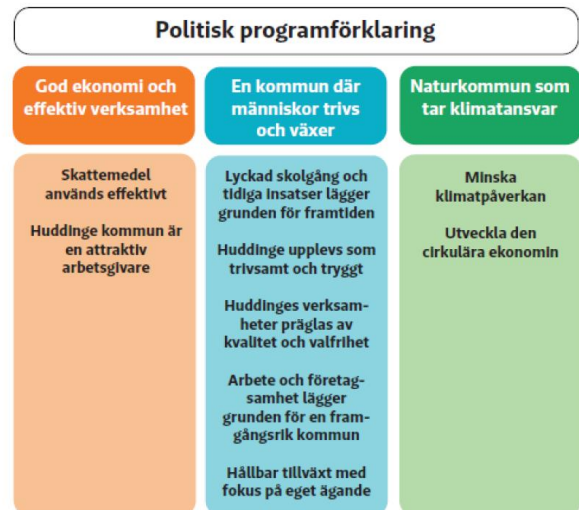 Politisk programförklaring
God ekonomi och
effektiv verksamhet
Skattemedel
används effektivt
Huddinge kommun är
en attraktiv
arbetsgivare
En kommun där
människor trivs
och växer
Lyckad skolgång och
tidiga insatser lägger
grunden för framtiden
Huddinge upplevs som
trivsamt och tryggt
Huddinges verksam-
heter präglas av
kvalitet och valfrihet
Arbete och företag-
samhet lägger
grunden för en fram-
gångsrik kommun
Hållbar tillväxt med
fokus på eget ägande
Naturkommun som
tar klimatansvar
Minska
klimatpåverkan
Utveckla den
cirkulära ekonomin